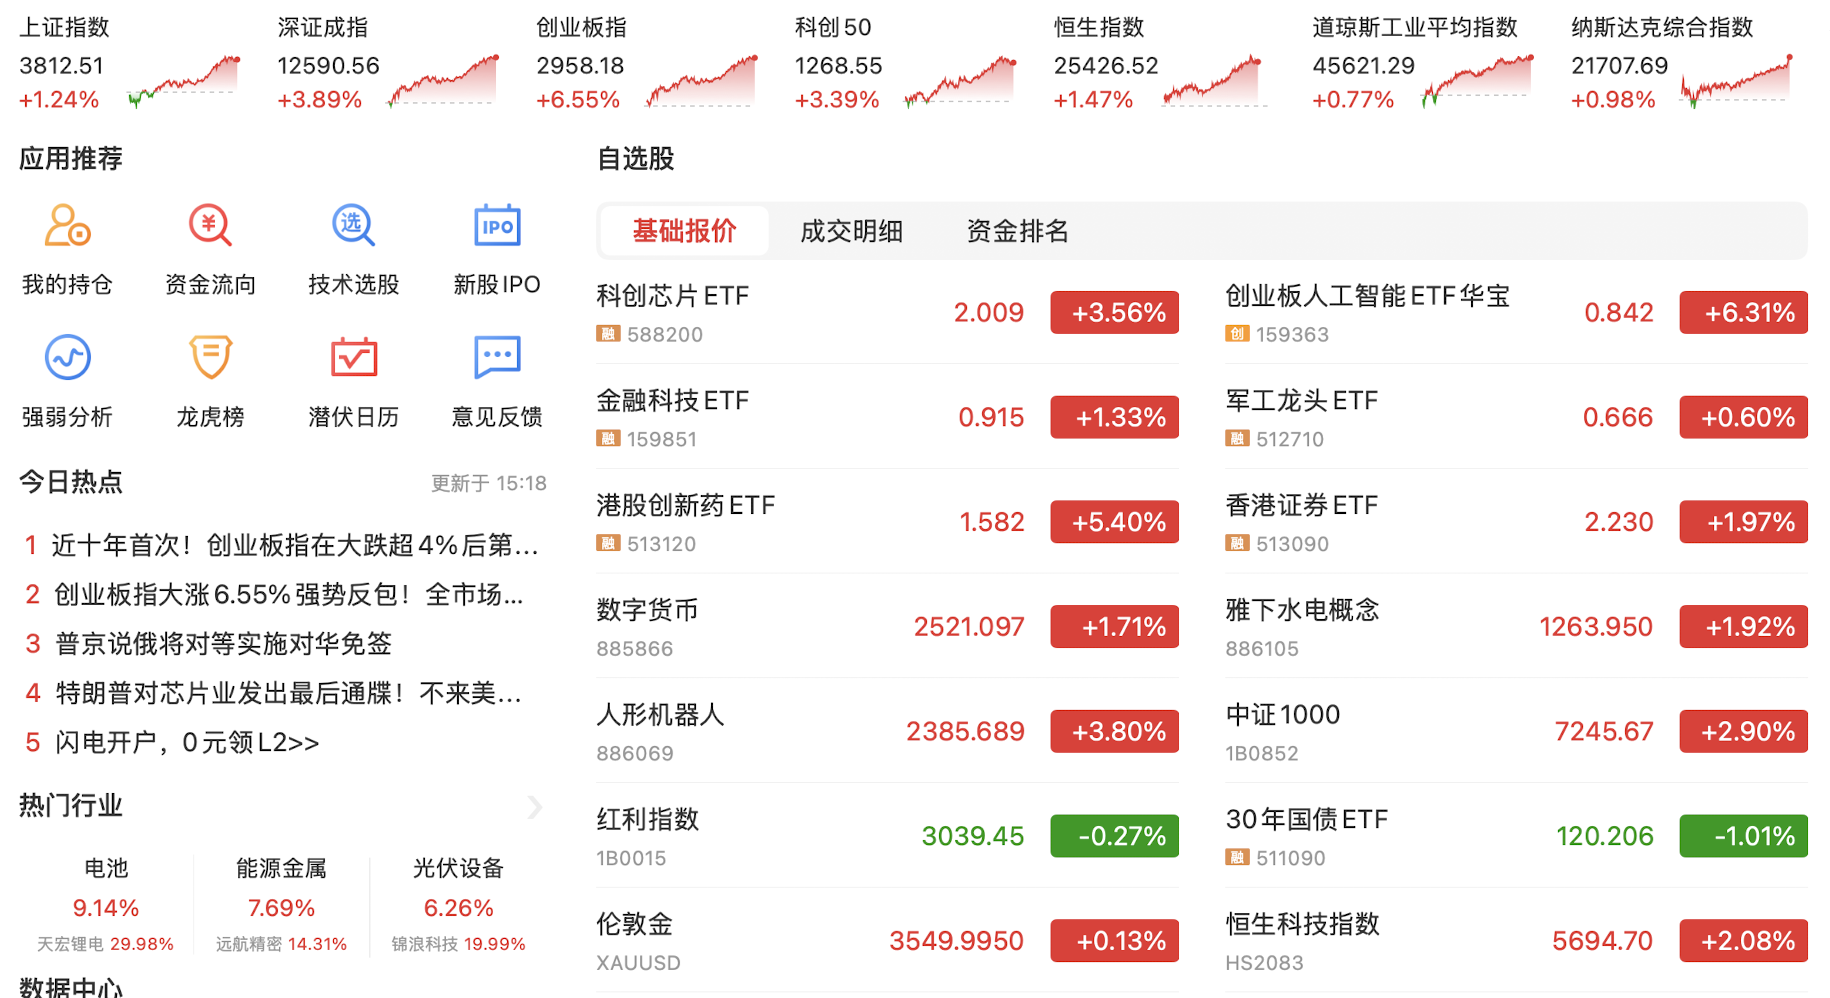 上证指数
3812.51
+1.24%
深证成指
12590.56
+3.89%
创业板指
2958.18
+6.55%
科创50
1268.55
+3.39%
恒生指数
25426.52
+1.47%
道琼斯工业平均指数
45621.29
+0.77%
纳斯达克综合指数
21707.69
+0.98%
应用推荐
我的持仓
资金流向
选
技术选股
IPO
新股IPO
强弱分析
龙虎榜
潜伏日历
意见反馈
今日热点
更新于 15:18
1 近十年首次！创业板指在大跌超4%后第...
2 创业板指大涨6.55%强势反包！全市场...
3 普京说俄将对等实施对华免签
4 特朗普对芯片业发出最后通牒！不来美...
5 闪电开户，0元领L2>>
热门行业
电池
9.14%
天宏锂电 29.98%
能源金属
7.69%
远航精密 14.31%
光伏设备
6.26%
锦浪科技 19.99%
数据中心
自选股
基础报价 成交明细 资金排名
科创芯片ETF
融 588200
2.009 +3.56%
创业板人工智能ETF华宝
创 159363
0.842 +6.31%
金融科技ETF
融 159851
0.915 +1.33%
军工龙头ETF
融 512710
0.666 +0.60%
港股创新药ETF
融 513120
1.582 +5.40%
香港证券ETF
融 513090
2.230 +1.97%
数字货币
885866
2521.097 +1.71%
雅下水电概念
886105
1263.950 +1.92%
人形机器人
886069
2385.689 +3.80%
中证1000
1B0852
7245.67 +2.90%
红利指数
1B0015
3039.45 -0.27%
30年国债ETF
融 511090
120.206 -1.01%
伦敦金
XAUUSD
3549.9950 +0.13%
恒生科技指数
HS2083
5694.70 +2.08%